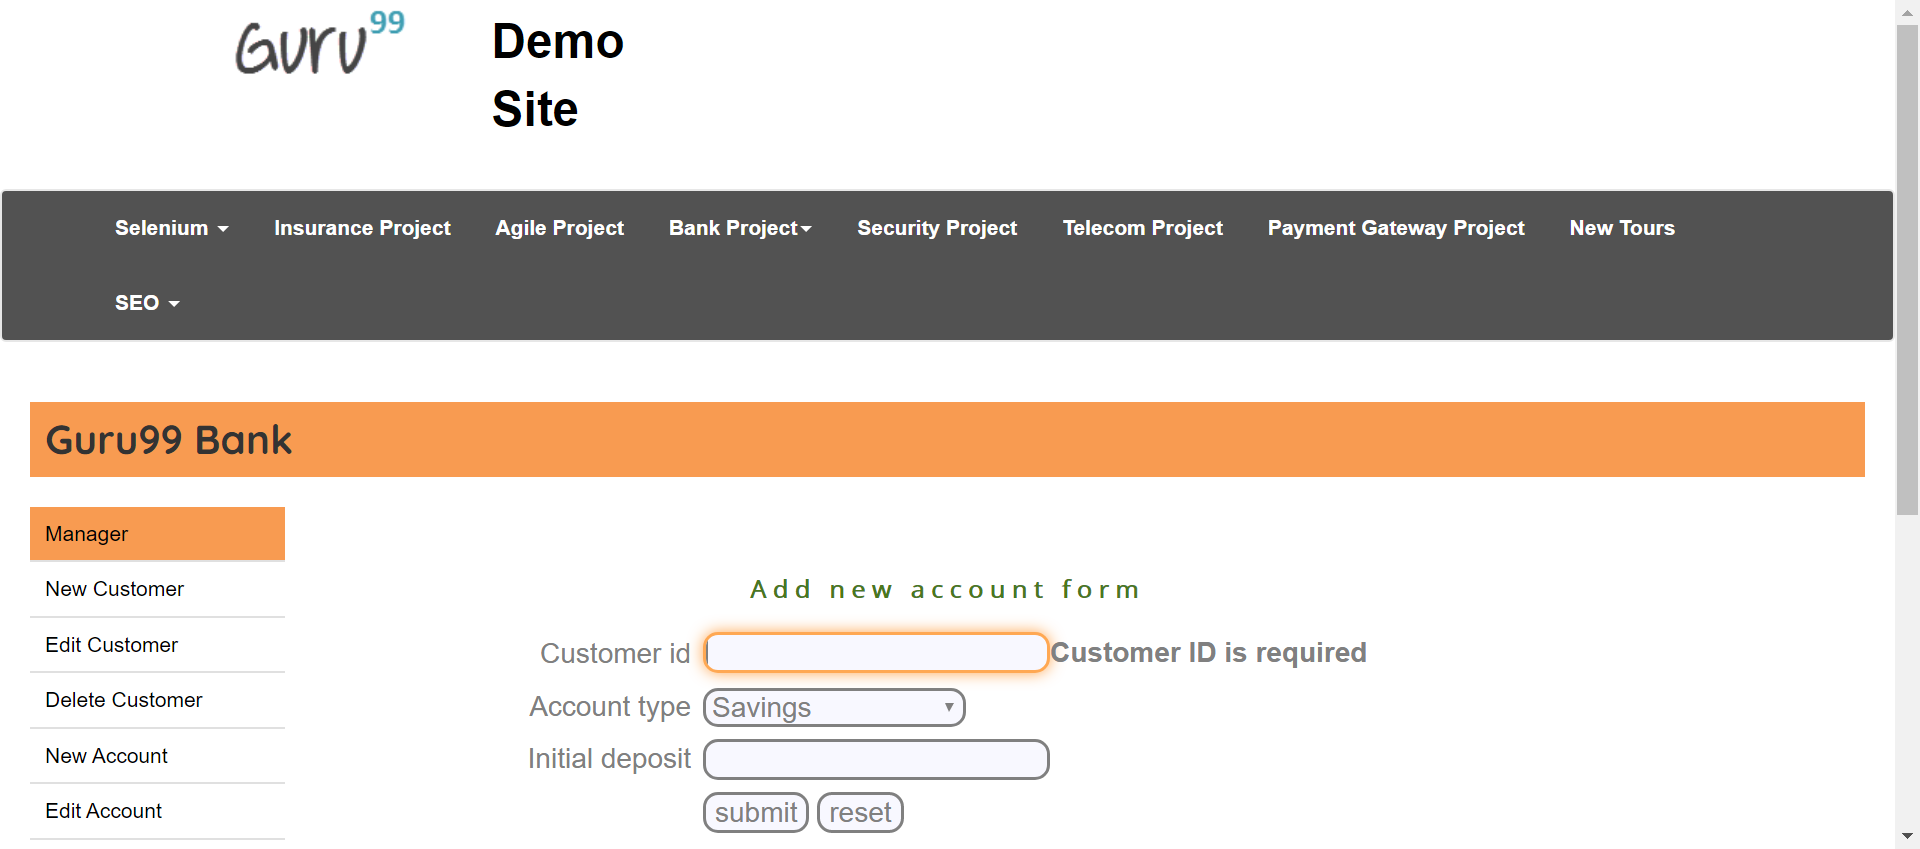 Guru99
Demo
Site
Selenium Insurance Project Agile Project Bank Project Security Project Telecom Project Payment Gateway Project New Tours
SEO
Guru99 Bank
Manager
New Customer
Edit Customer
Delete Customer
New Account
Edit Account
Add new account form
Customer id Customer ID is required
Account type Savings
Initial deposit
submit reset